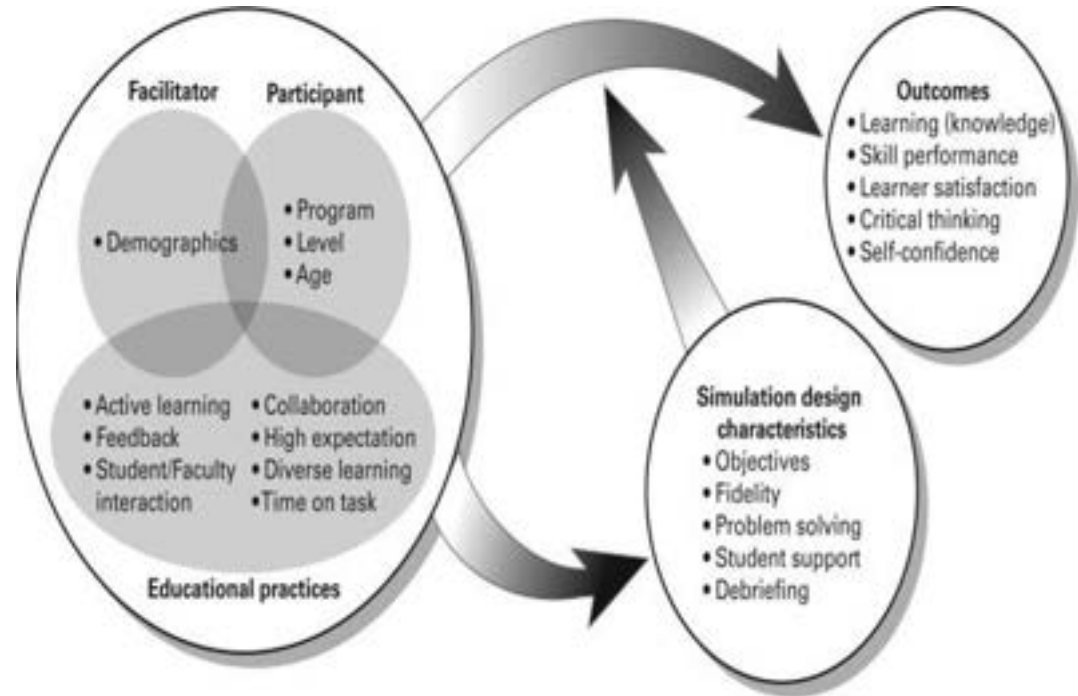 Facilitator
Participant
• Demographics
• Program
• Level
• Age
• Active learning
• Feedback
• Student/Faculty
interaction
• Collaboration
• High expectation
• Diverse learning
• Time on task
Educational practices
Outcomes
• Learning (knowledge)
• Skill performance
• Learner satisfaction
• Critical thinking
• Self-confidence
Simulation design
characteristics
• Objectives
• Fidelity
• Problem solving
• Student support
• Debriefing